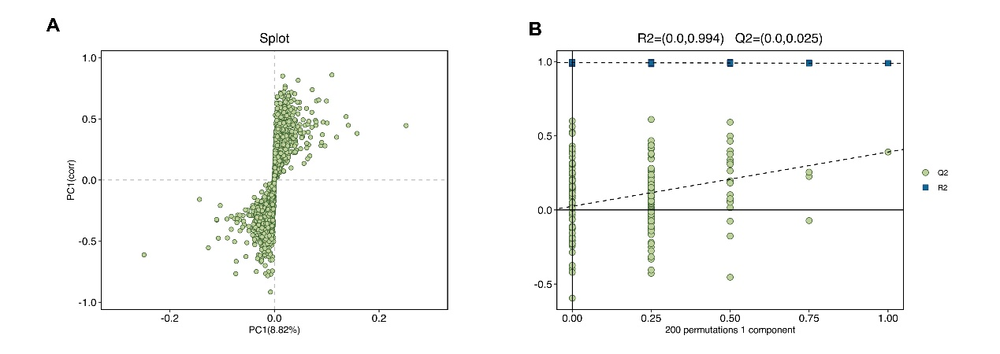 A
Splot
1.0
0.5
0.0
-0.5
-1.0
PC1(corr)
-0.2
0.0
0.2
PC1(8.82%)
B
R2=(0.0,0.994) Q2=(0.0,0.025)
1.0
0.5
0.0
-0.5
0.00
0.25
0.50
0.75
1.00
200 permutations 1 component
Q2
R2